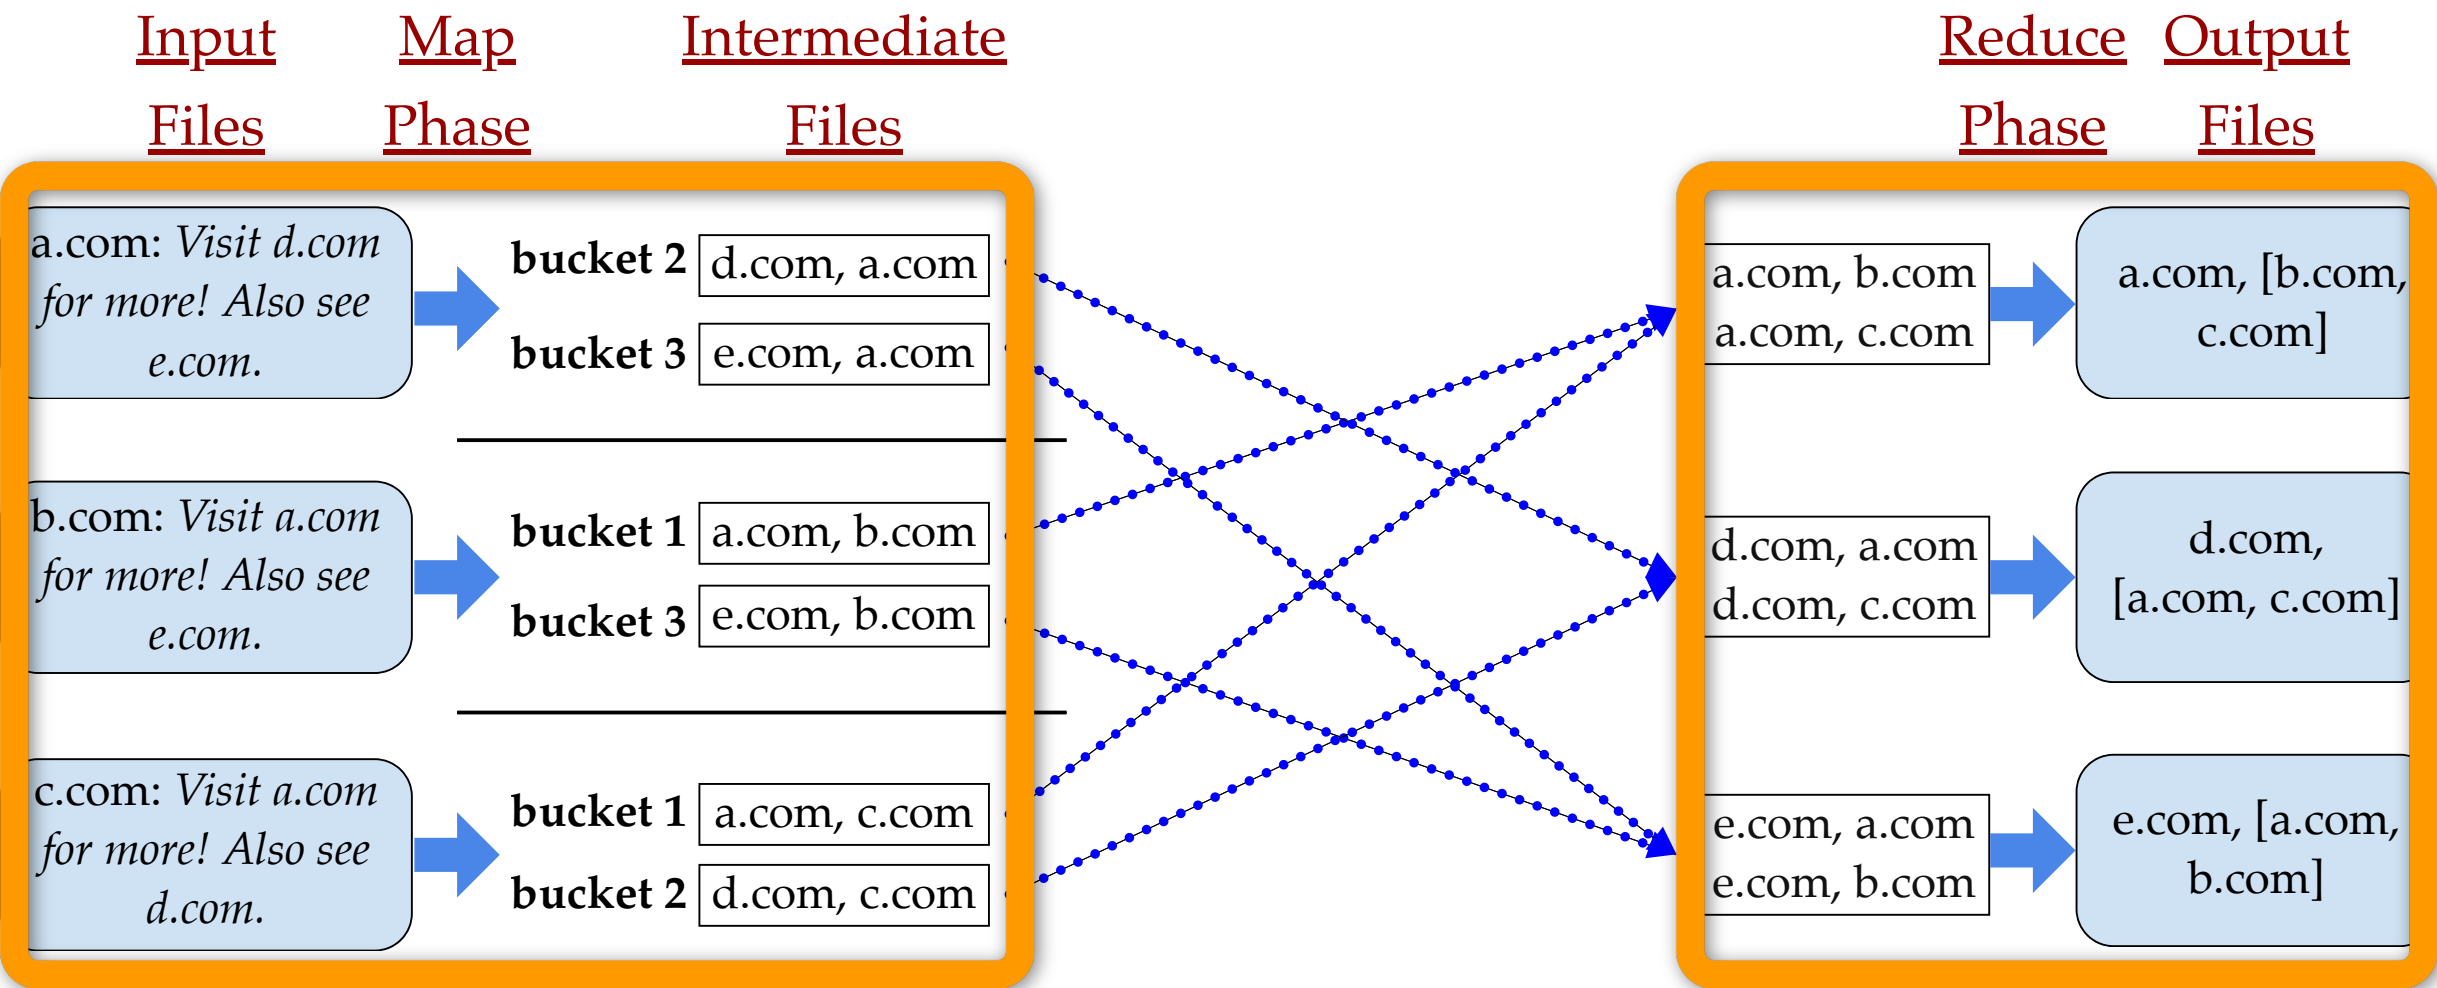 Input Files
Map Phase
Intermediate Files
Reduce Phase
Output Files
a.com: Visit d.com
for more! Also see
e.com.
bucket 2 d.com, a.com
bucket 3 e.com, a.com
b.com: Visit a.com
for more! Also see
e.com.
bucket 1 a.com, b.com
bucket 3 e.com, b.com
c.com: Visit a.com
for more! Also see
d.com.
bucket 1 a.com, c.com
bucket 2 d.com, c.com
a.com, b.com
a.com, c.com
a.com, [b.com,
c.com]
d.com, a.com
d.com, c.com
d.com,
[a.com, c.com]
e.com, a.com
e.com, b.com
e.com, [a.com,
b.com]